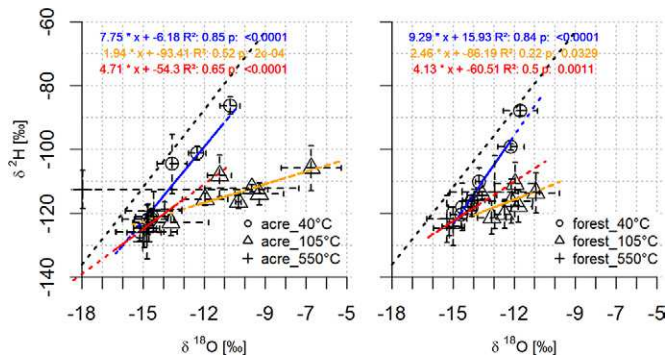 7.75 * x + -6.18 R²: 0.85 p: <0.0001
1.94 * x + -93.41 R²: 0.52 p: 2e-04
4.71 * x + -54.3 R²: 0.65 p: <0.0001
δ ²H [‰]
-60
-80
-100
-120
-140
acre_40°C
acre_105°C
acre_550°C
-18 -15 -13 -11 -9 -7 -5
δ ¹⁸O [‰]
9.29 * x + 15.93 R²: 0.84 p: <0.0001
2.46 * x + -86.19 R²: 0.22 p: 0.0329
4.13 * x + -60.51 R²: 0.5 p: 0.0011
forest_40°C
forest_105°C
forest_550°C
-18 -15 -13 -11 -9 -7 -5
δ ¹⁸O [‰]